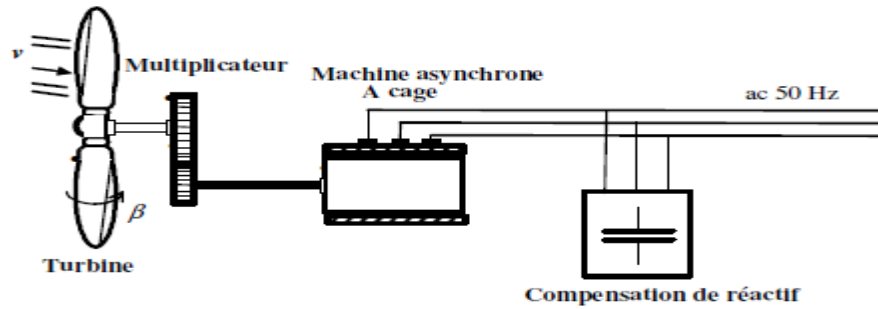 v
Multiplicateur
Machine asynchrone
A cage
ac 50 Hz
β
Turbine
Compensation de réactif